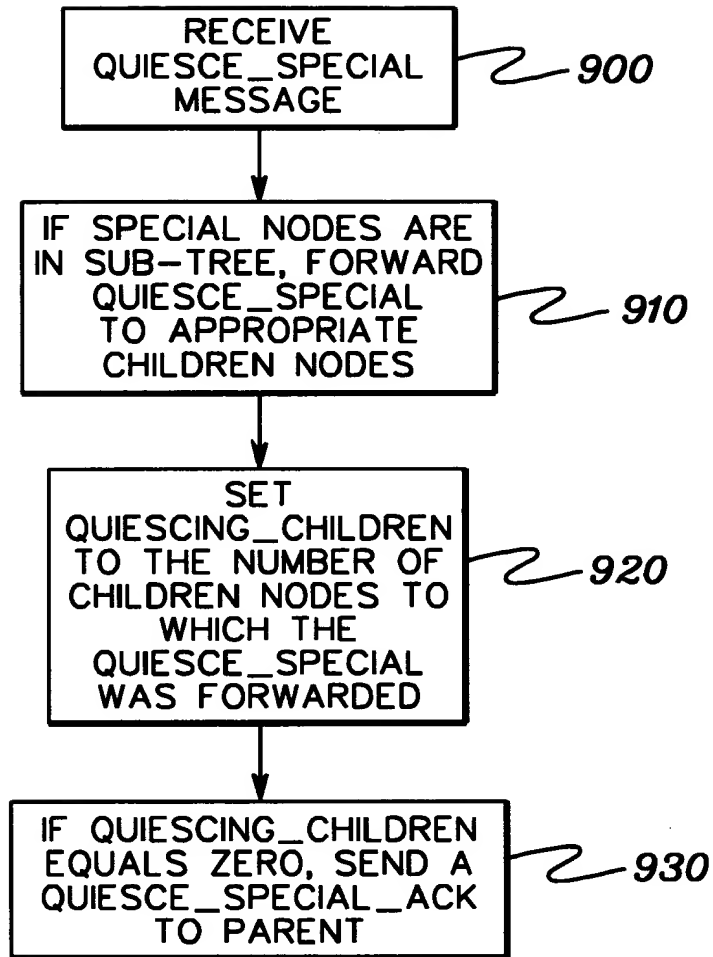 RECEIVE
QUIESCE_SPECIAL
MESSAGE
900
IF SPECIAL NODES ARE
IN SUB-TREE, FORWARD
QUIESCE_SPECIAL
TO APPROPRIATE
CHILDREN NODES
910
SET
QUIESCING_CHILDREN
TO THE NUMBER OF
CHILDREN NODES TO
WHICH THE
QUIESCE_SPECIAL
WAS FORWARDED
920
IF QUIESCING_CHILDREN
EQUALS ZERO, SEND A
QUIESCE_SPECIAL_ACK
TO PARENT
930